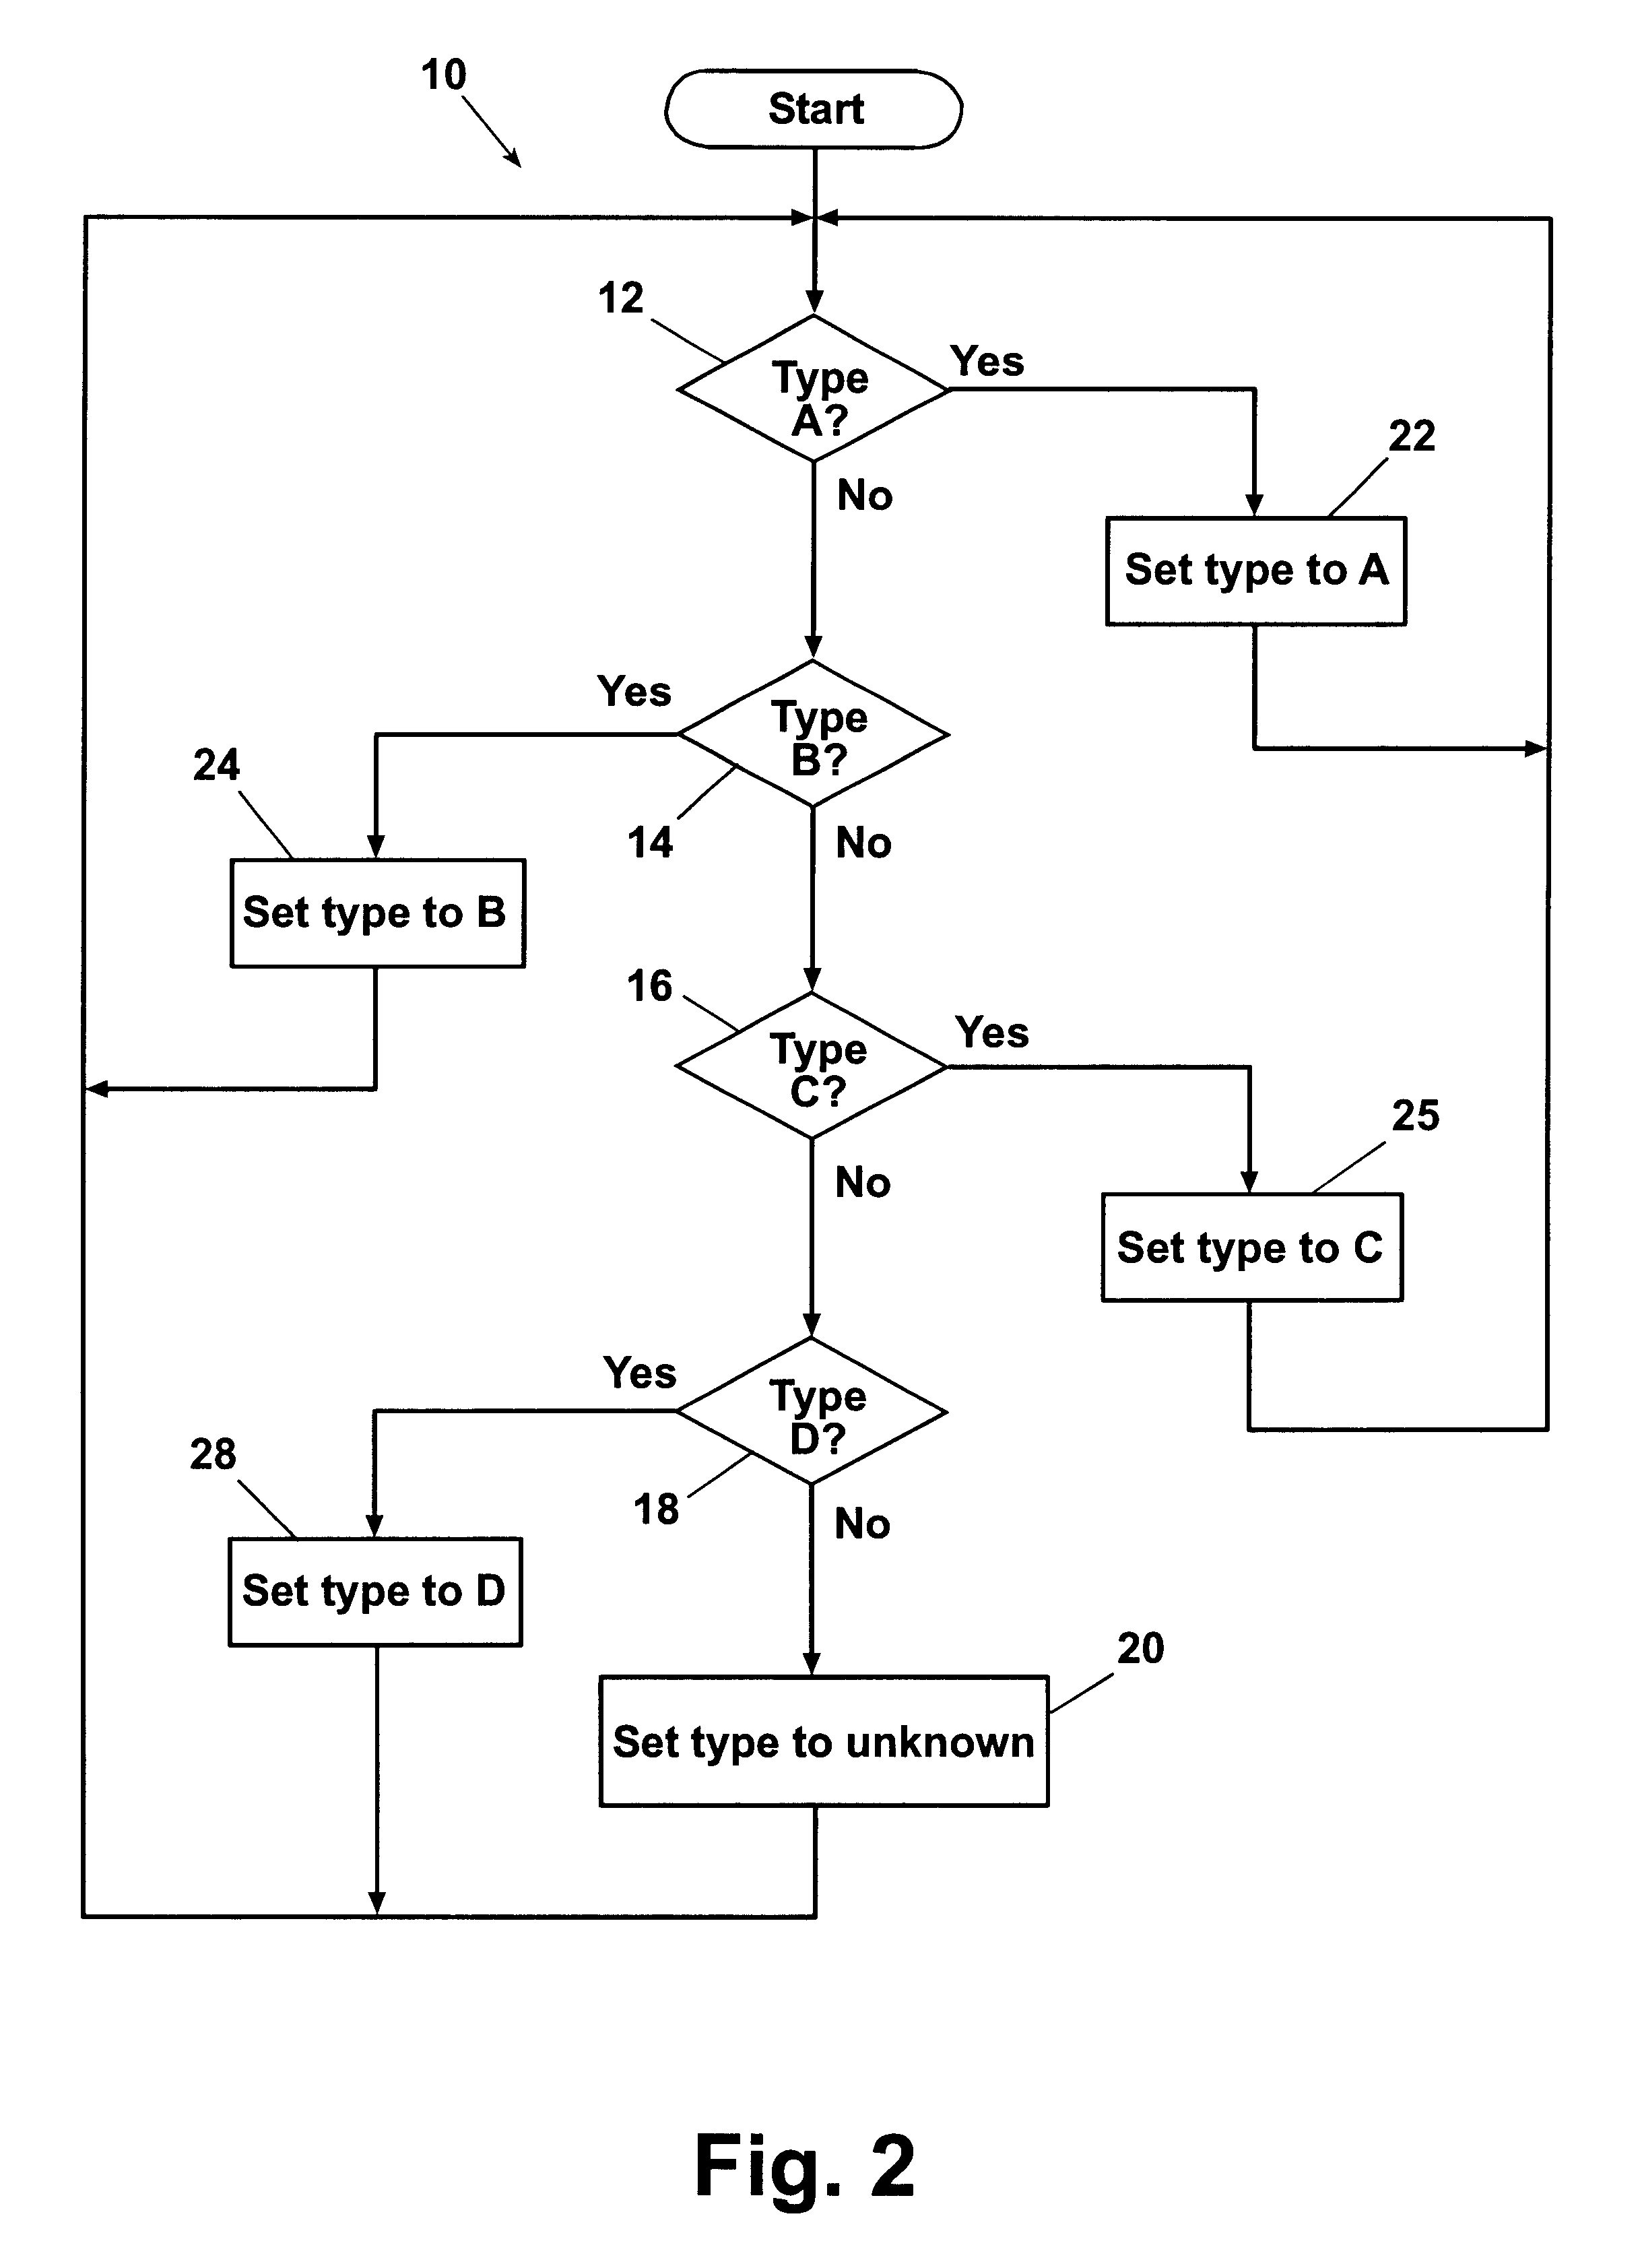 10
Start
12
Type
A?
Yes
No
22
Set type to A
Yes
Type
B?
14
No
24
Set type to B
16
Type
C?
Yes
No
25
Set type to C
Yes
Type
D?
18
No
28
Set type to D
20
Set type to unknown
Fig. 2